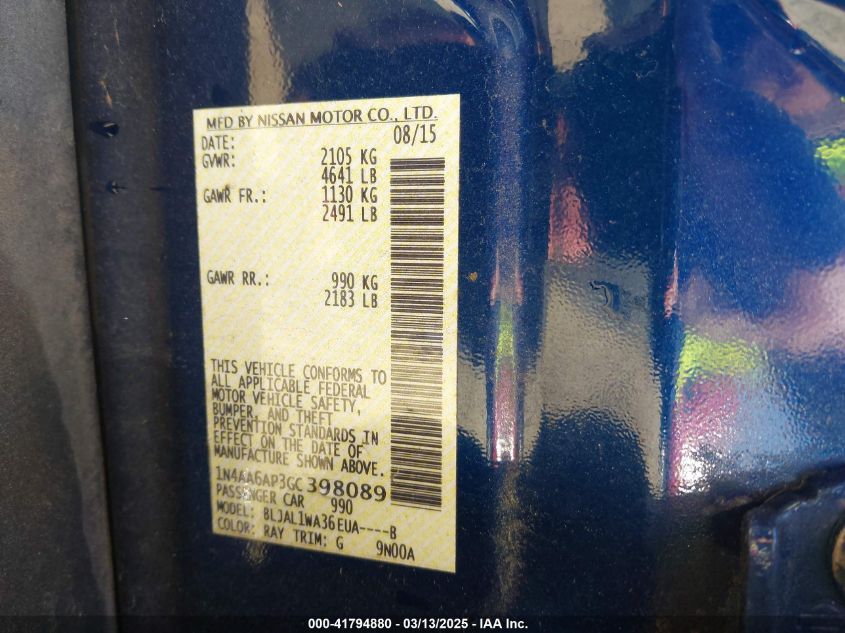 MFD BY NISSAN MOTOR CO., LTD.
DATE: 08/15
GVWR: 2105 KG
4641 LB
GAWR FR.: 1130 KG
2491 LB
GAWR RR.: 990 KG
2183 LB
THIS VEHICLE CONFORMS TO
ALL APPLICABLE FEDERAL
MOTOR VEHICLE SAFETY,
BUMPER, AND THEFT
PREVENTION STANDARDS IN
EFFECT ON THE DATE OF
MANUFACTURE SHOWN ABOVE.
1N4AA6AP3GC 398089
PASSENGER CAR 990
MODEL: BLJAL1WA36EUA----B
COLOR: RAY TRIM: G 9N00A
000-41794880 - 03/13/2025 - IAA Inc.